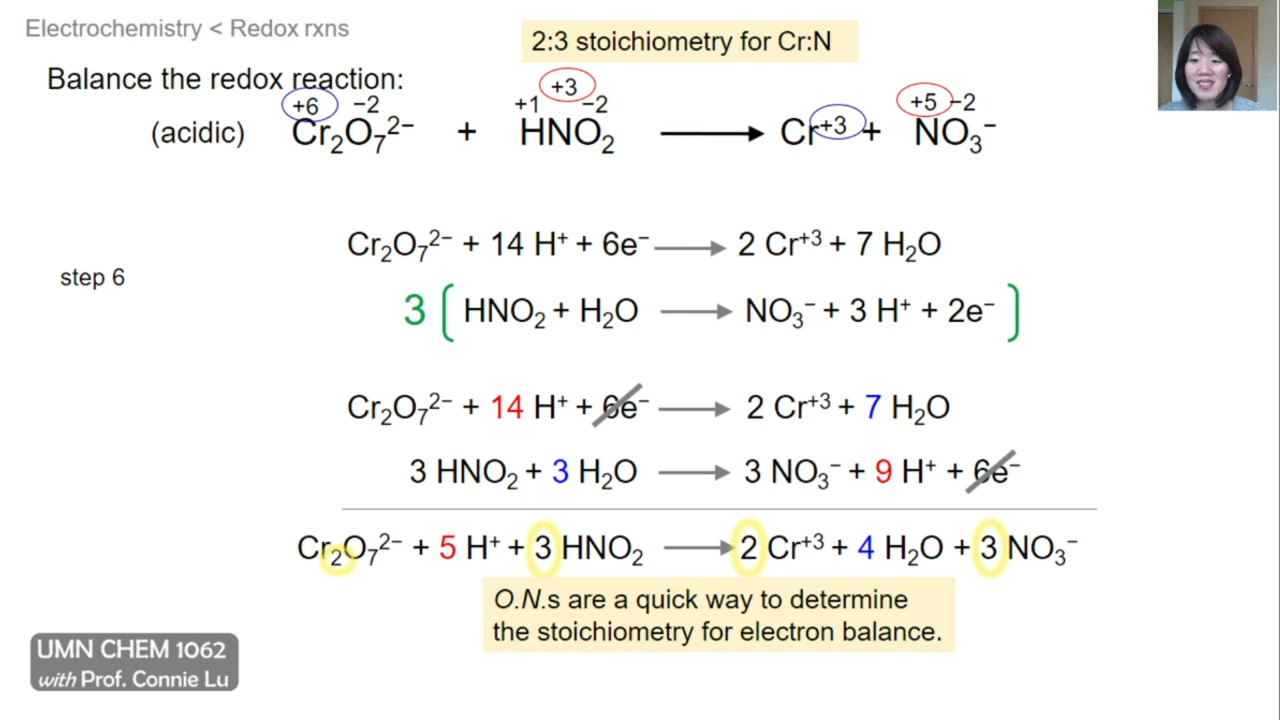 Electrochemistry < Redox rxns
2:3 stoichiometry for Cr:N
Balance the redox reaction:
+6 −2 +1 +3 −2 +5 −2
(acidic) Cr₂O₇²⁻ + HNO₂ ⟶ Cr⁺³ + NO₃⁻
Cr₂O₇²⁻ + 14 H⁺ + 6e⁻ ⟶ 2 Cr⁺³ + 7 H₂O
step 6
3 [ HNO₂ + H₂O ⟶ NO₃⁻ + 3 H⁺ + 2e⁻ ]
Cr₂O₇²⁻ + 14 H⁺ + 6e⁻ ⟶ 2 Cr⁺³ + 7 H₂O
3 HNO₂ + 3 H₂O ⟶ 3 NO₃⁻ + 9 H⁺ + 6e⁻
Cr₂O₇²⁻ + 5 H⁺ + 3 HNO₂ ⟶ 2 Cr⁺³ + 4 H₂O + 3 NO₃⁻
O.N.s are a quick way to determine
the stoichiometry for electron balance.
UMN CHEM 1062
with Prof. Connie Lu